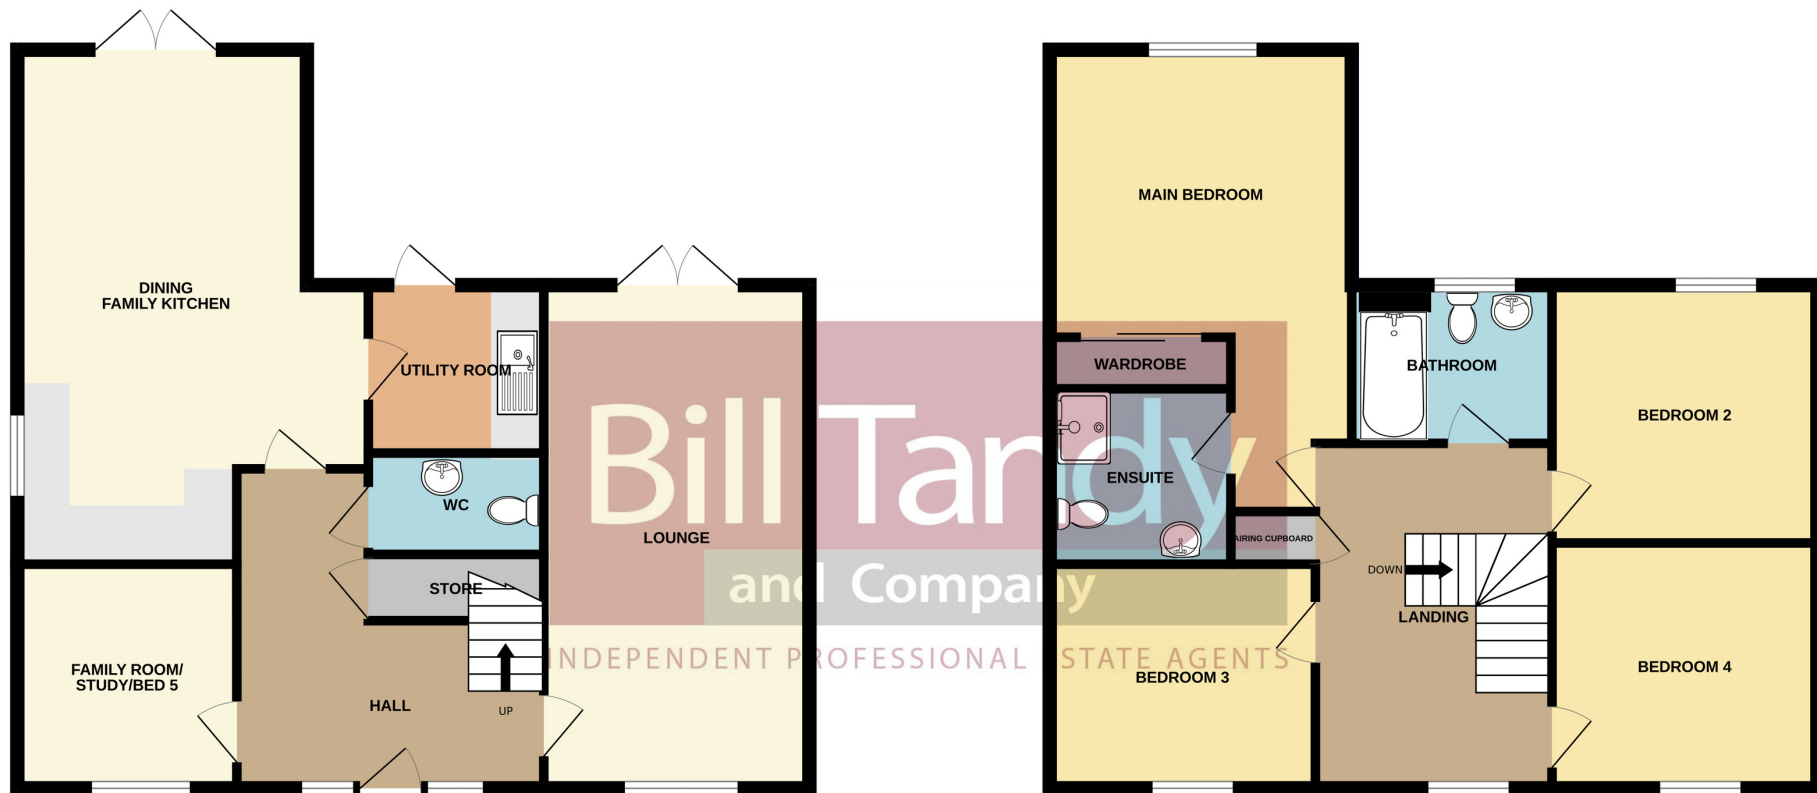 DINING
FAMILY KITCHEN
UTILITY ROOM
WC
STORE
LOUNGE
FAMILY ROOM/
STUDY/BED 5
HALL
UP
MAIN BEDROOM
WARDROBE
ENSUITE
BATHROOM
BEDROOM 2
AIRING CUPBOARD
DOWN
LANDING
BEDROOM 3
BEDROOM 4
Bill Tandy
and Company
INDEPENDENT PROFESSIONAL ESTATE AGENTS